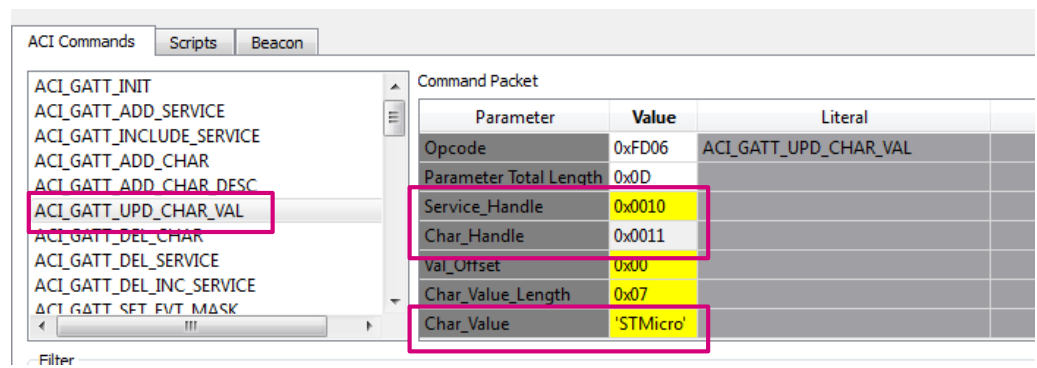 ACI Commands Scripts Beacon
ACI_GATT_INIT
ACI_GATT_ADD_SERVICE
ACI_GATT_INCLUDE_SERVICE
ACI_GATT_ADD_CHAR
ACI_GATT_ADD_CHAR_DESC
ACI_GATT_UPD_CHAR_VAL
ACI_GATT_DEL_CHAR
ACI_GATT_DEL_SERVICE
ACI_GATT_DEL_INC_SERVICE
ACI_GATT_SET_EVT_MASK
Command Packet
Parameter Value Literal
Opcode 0xFD06 ACI_GATT_UPD_CHAR_VAL
Parameter Total Length 0x0D
Service_Handle 0x0010
Char_Handle 0x0011
Val_Offset 0x00
Char_Value_Length 0x07
Char_Value 'STMicro'
Filter